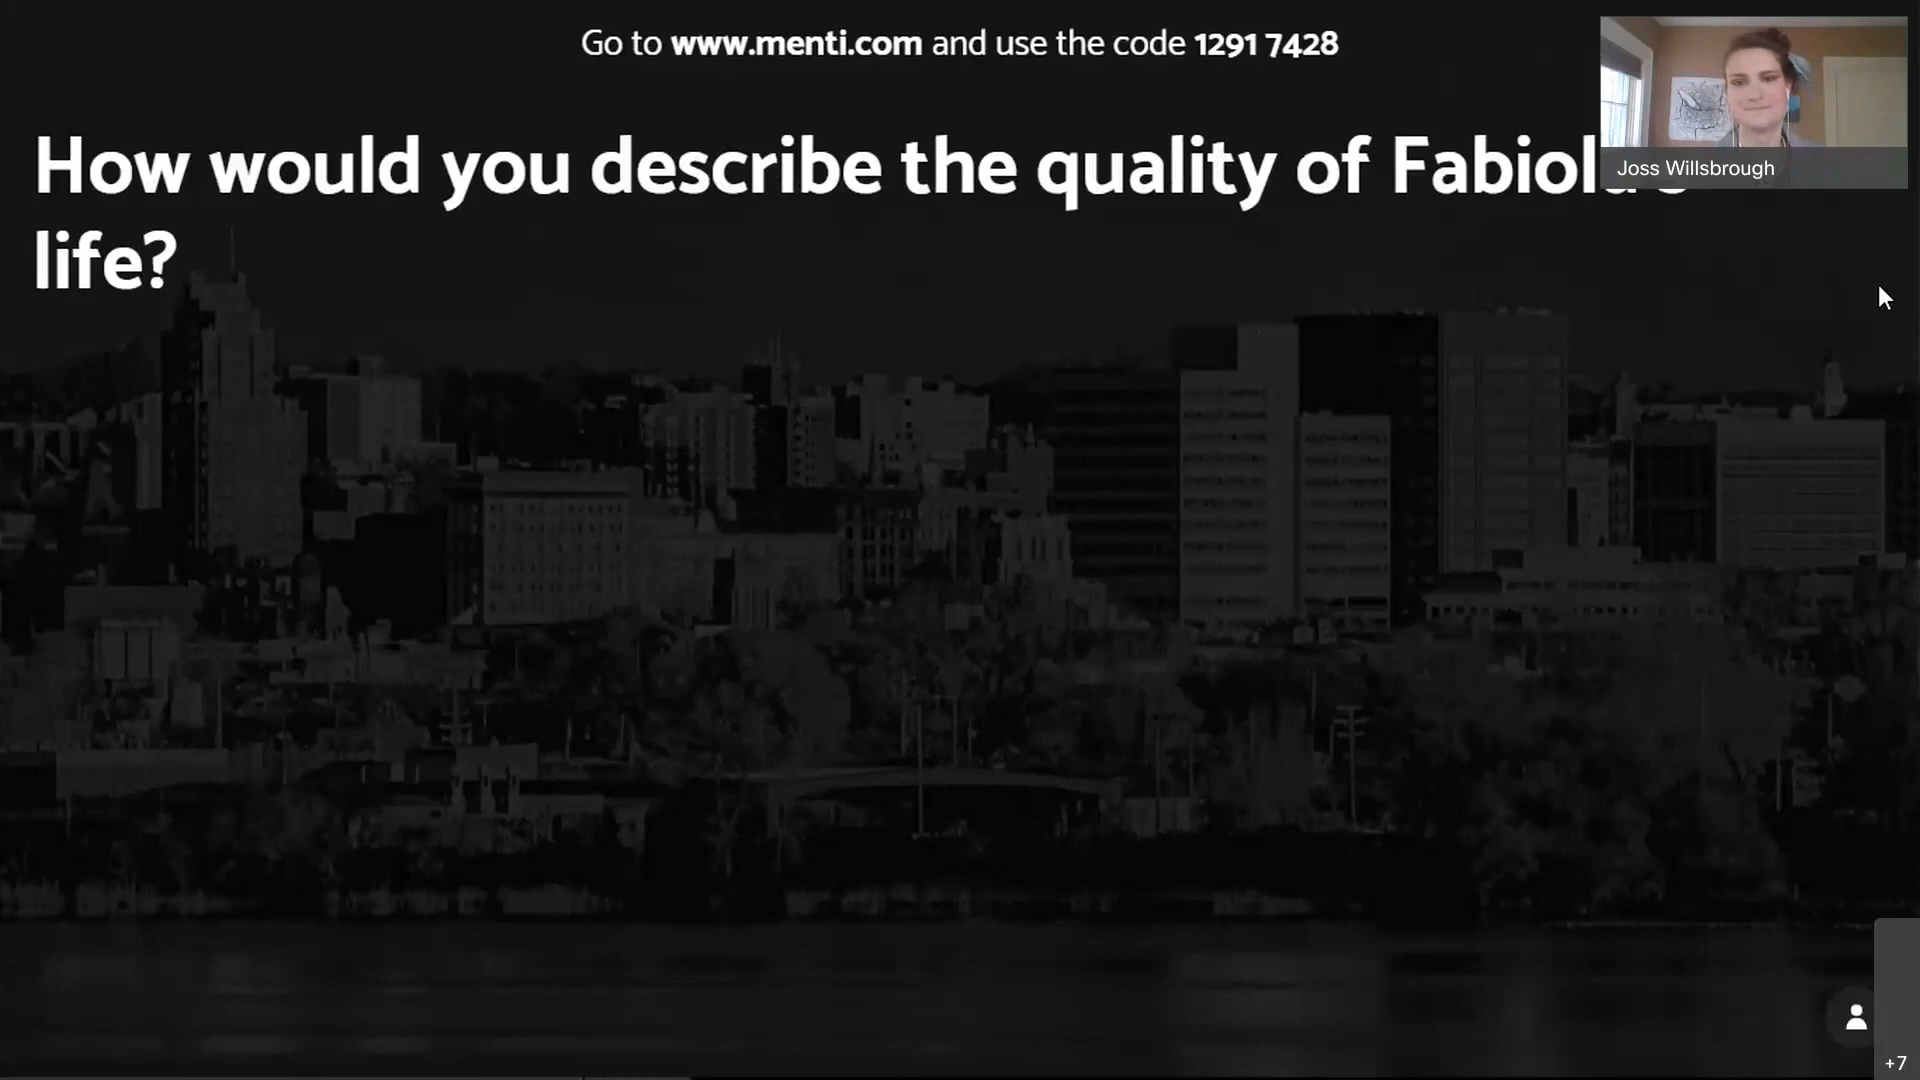 Go to www.menti.com and use the code 1291 7428
How would you describe the quality of
life?
Joss Willsbrough
+7